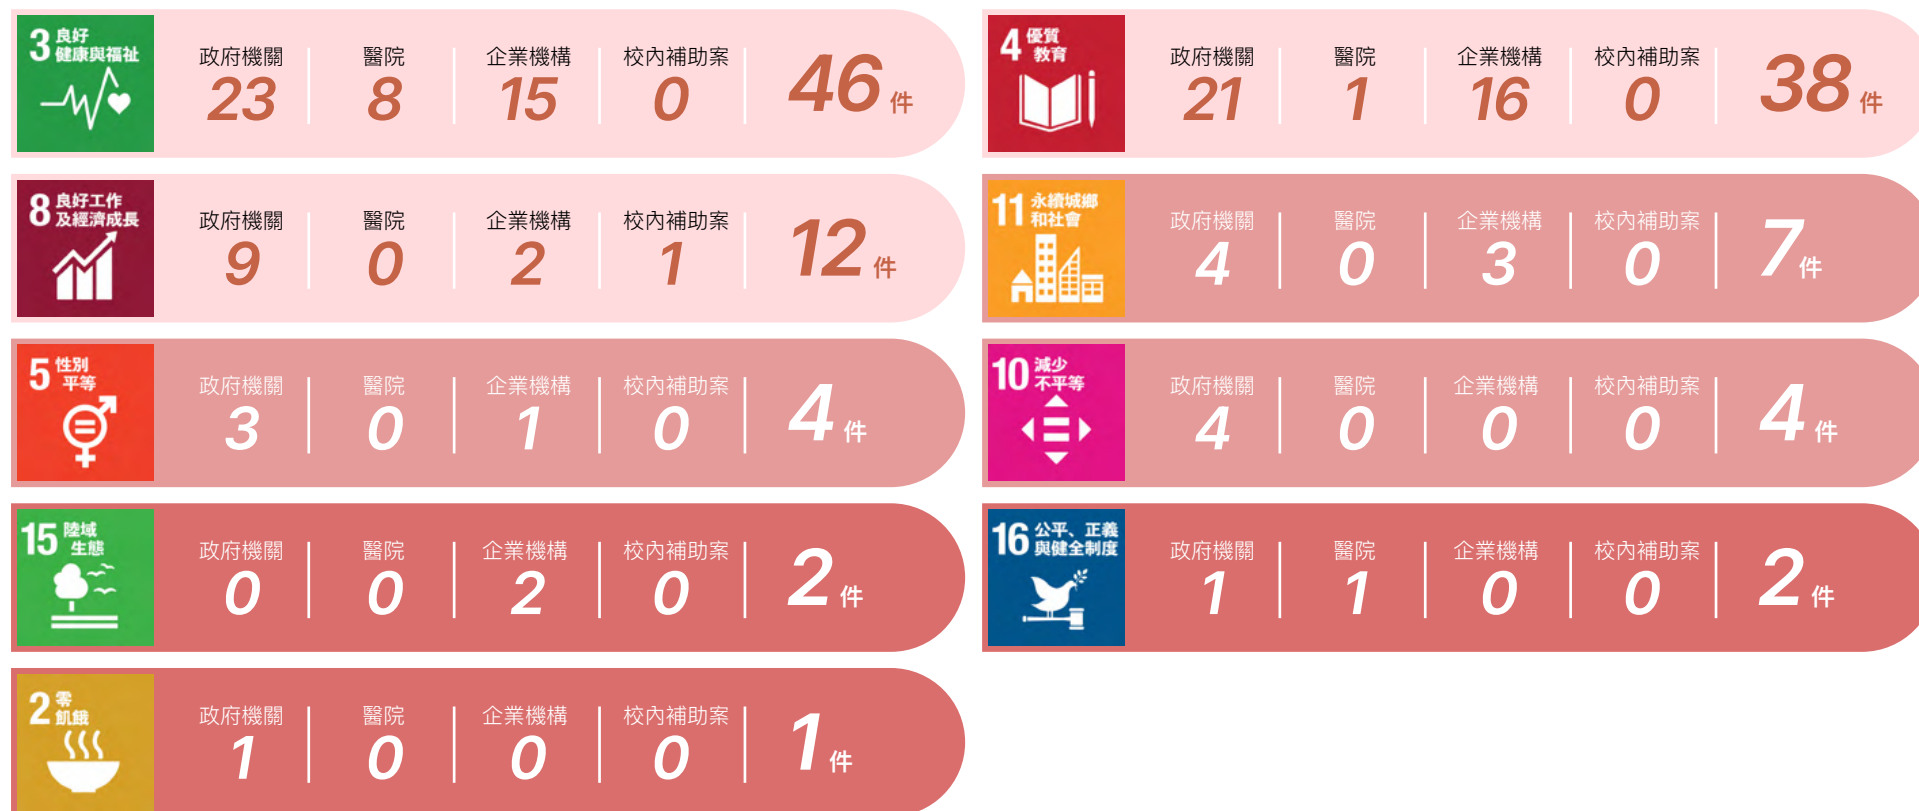 3 良好
健康與福祉
政府機關 醫院 企業機構 校內補助案
23 8 15 0 46 件
4 優質
教育
政府機關 醫院 企業機構 校內補助案
21 1 16 0 38 件
8 良好工作
及經濟成長
政府機關 醫院 企業機構 校內補助案
9 0 2 1 12 件
11 永續城鄉
和社會
政府機關 醫院 企業機構 校內補助案
4 0 3 0 7 件
5 性別
平等
政府機關 醫院 企業機構 校內補助案
3 0 1 0 4 件
10 減少
不平等
政府機關 醫院 企業機構 校內補助案
4 0 0 0 4 件
15 陸域
生態
政府機關 醫院 企業機構 校內補助案
0 0 2 0 2 件
16 公平、正義
與健全制度
政府機關 醫院 企業機構 校內補助案
1 1 0 0 2 件
2 零
飢餓
政府機關 醫院 企業機構 校內補助案
1 0 0 0 1 件